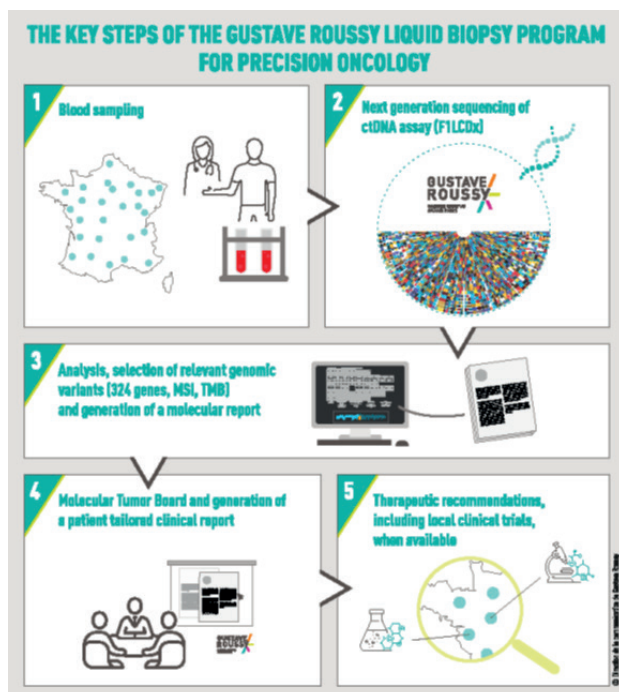 THE KEY STEPS OF THE GUSTAVE ROUSSY LIQUID BIOPSY PROGRAM
FOR PRECISION ONCOLOGY
1
Blood sampling
2
Next generation sequencing of
ctDNA assay (F1LCDx)
GUSTAVE
ROUSSY
3
Analysis, selection of relevant genomic
variants (324 genes, MSI, TMB)
and generation of a molecular report
4
Molecular Tumor Board and generation of
a patient tailored clinical report
GUSTAVE
ROUSSY
5
Therapeutic recommendations,
including local clinical trials,
when available